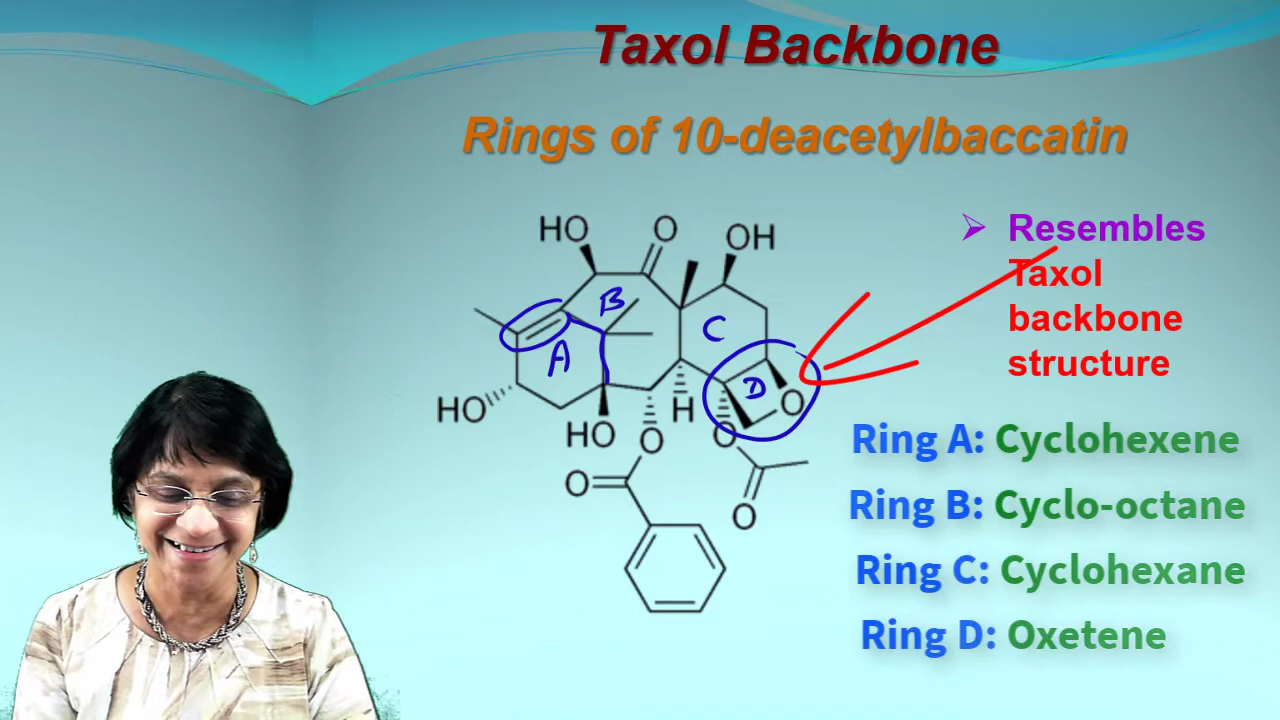 Taxol Backbone
Rings of 10-deacetylbaccatin
HO O OH
Resembles
Taxol
backbone
structure
B
C
A
D
O
HO
H
HO
O
O
O
O
Ring A: Cyclohexene
Ring B: Cyclo-octane
Ring C: Cyclohexane
Ring D: Oxetene